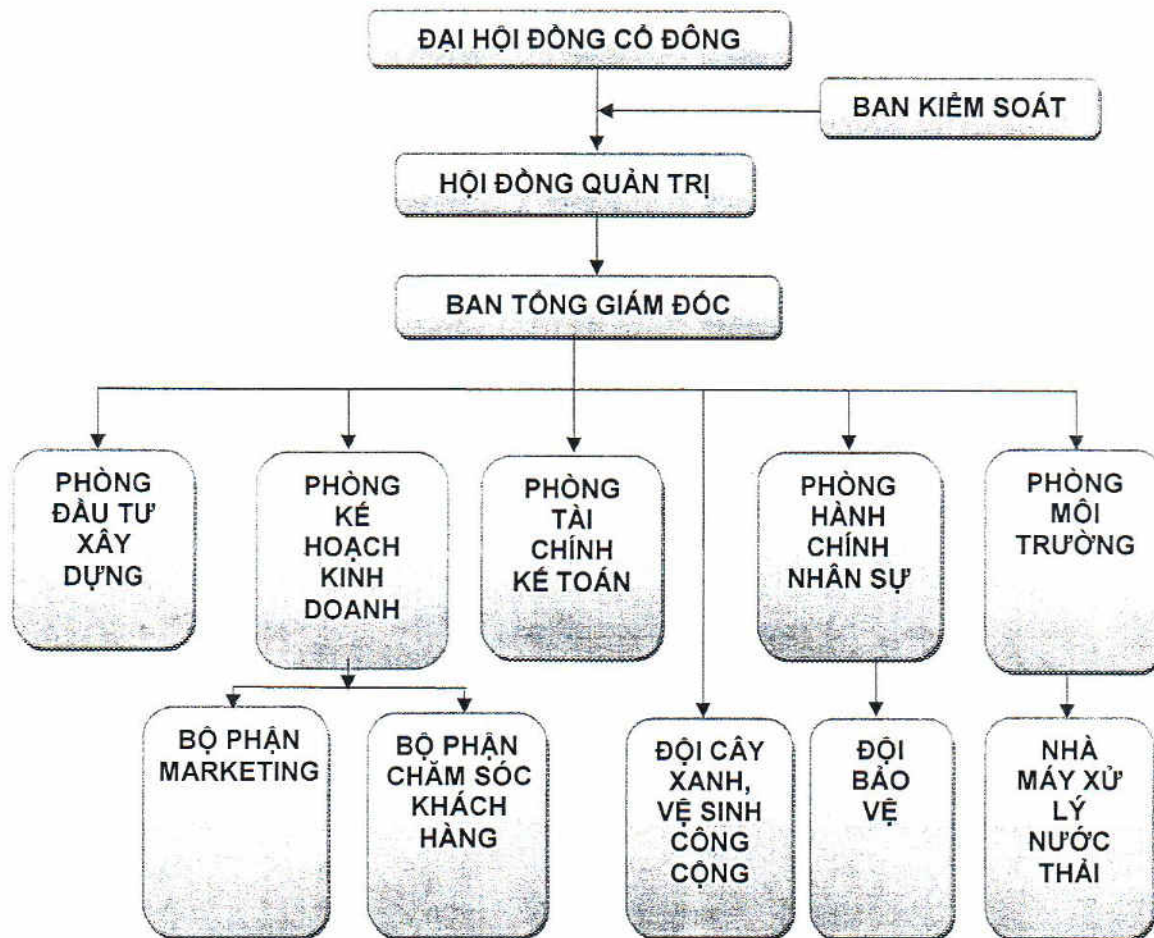 ĐẠI HỘI ĐỒNG CỔ ĐÔNG
BAN KIỂM SOÁT
HỘI ĐỒNG QUẢN TRỊ
BAN TỔNG GIÁM ĐỐC
PHÒNG
ĐẦU TƯ
XÂY
DỰNG
PHÒNG
KẾ
HOẠCH
KINH
DOANH
PHÒNG
TÀI
CHÍNH
KẾ TOÁN
PHÒNG
HÀNH
CHÍNH
NHÂN SỰ
PHÒNG
MÔI
TRƯỜNG
BỘ PHẬN
MARKETING
BỘ PHẬN
CHĂM SÓC
KHÁCH
HÀNG
ĐỘI CÂY
XANH,
VỆ SINH
CÔNG
CỘNG
ĐỘI
BẢO
VỆ
NHÀ
MÁY XỬ
LÝ
NƯỚC
THẢI